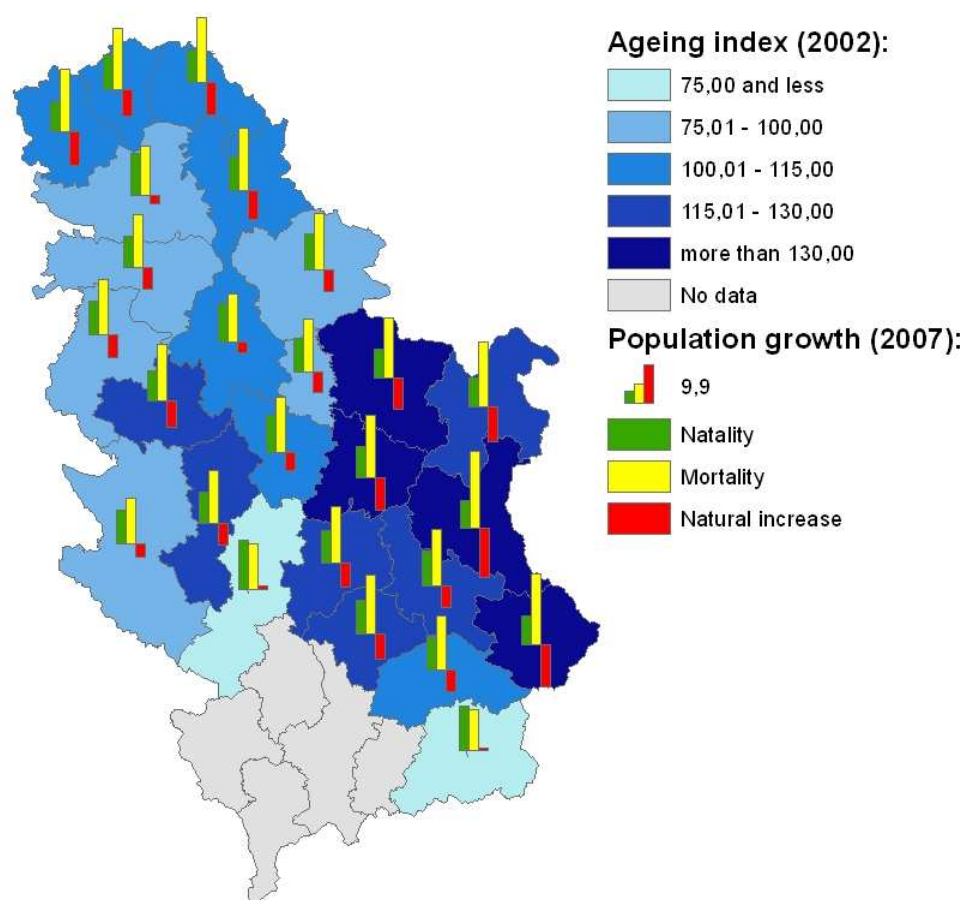 Ageing index (2002):
75,00 and less
75,01 - 100,00
100,01 - 115,00
115,01 - 130,00
more than 130,00
No data
Population growth (2007):
9,9
Natality
Mortality
Natural increase